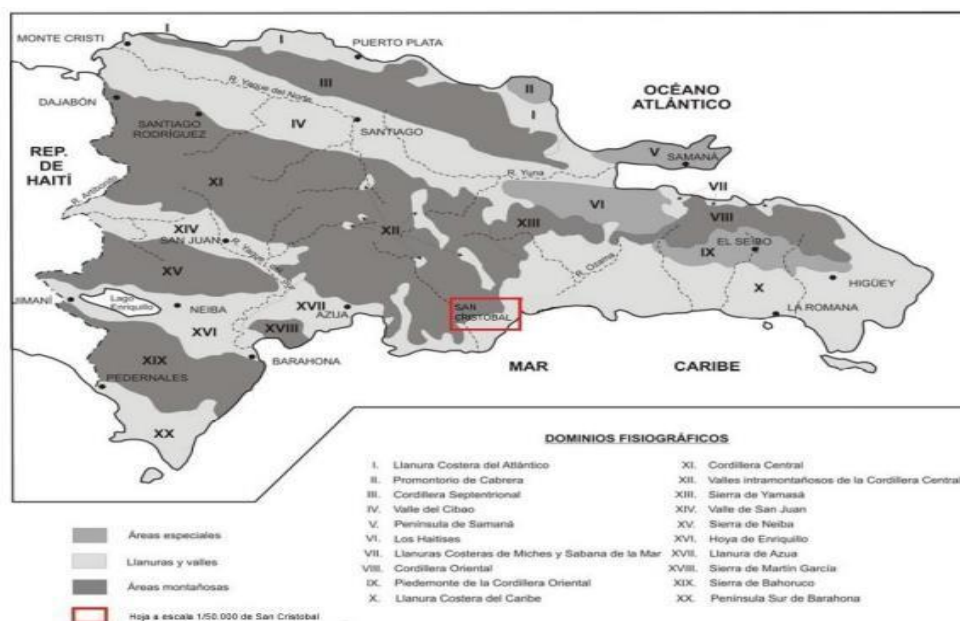 I
I
MONTE CRISTI
PUERTO PLATA
III
II
OCÉANO
ATLÁNTICO
R. Yaque del Norte
I
DAJABÓN
SANTIAGO
RODRÍGUEZ
IV
SANTIAGO
V
SAMANÁ
REP.
DE
HAITÍ
XI
R. Yuna
VII
R. Artibonito
VI
XII
XIII
VIII
XIV
SAN JUAN
EL SEIBO
IX
XV
R. Ozama
X
HIGÜEY
JIMANÍ
Lago
Enriquillo
NEIBA
XVII
AZUA
SAN
CRISTOBAL
LA ROMANA
XVI
XVIII
XIX
BARAHONA
MAR
CARIBE
PEDERNALES
XX
DOMINIOS FISIOGRÁFICOS
I. Llanura Costera del Atlántico
II. Promontorio de Cabrera
III. Cordillera Septentrional
IV. Valle del Cibao
V. Península de Samaná
VI. Los Haitises
VII. Llanuras Costeras de Miches y Sabana de la Mar
VIII. Cordillera Oriental
IX. Piedemonte de la Cordillera Oriental
X. Llanura Costera del Caribe
XI. Cordillera Central
XII. Valles intramontañosos de la Cordillera Central
XIII. Sierra de Yamasá
XIV. Valle de San Juan
XV. Sierra de Neiba
XVI. Hoya de Enriquillo
XVII. Llanura de Azua
XVIII. Sierra de Martín García
XIX. Sierra de Bahoruco
XX. Península Sur de Barahona
Áreas especiales
Llanuras y valles
Áreas montañosas
Hoja a escala 1/50.000 de San Cristobal